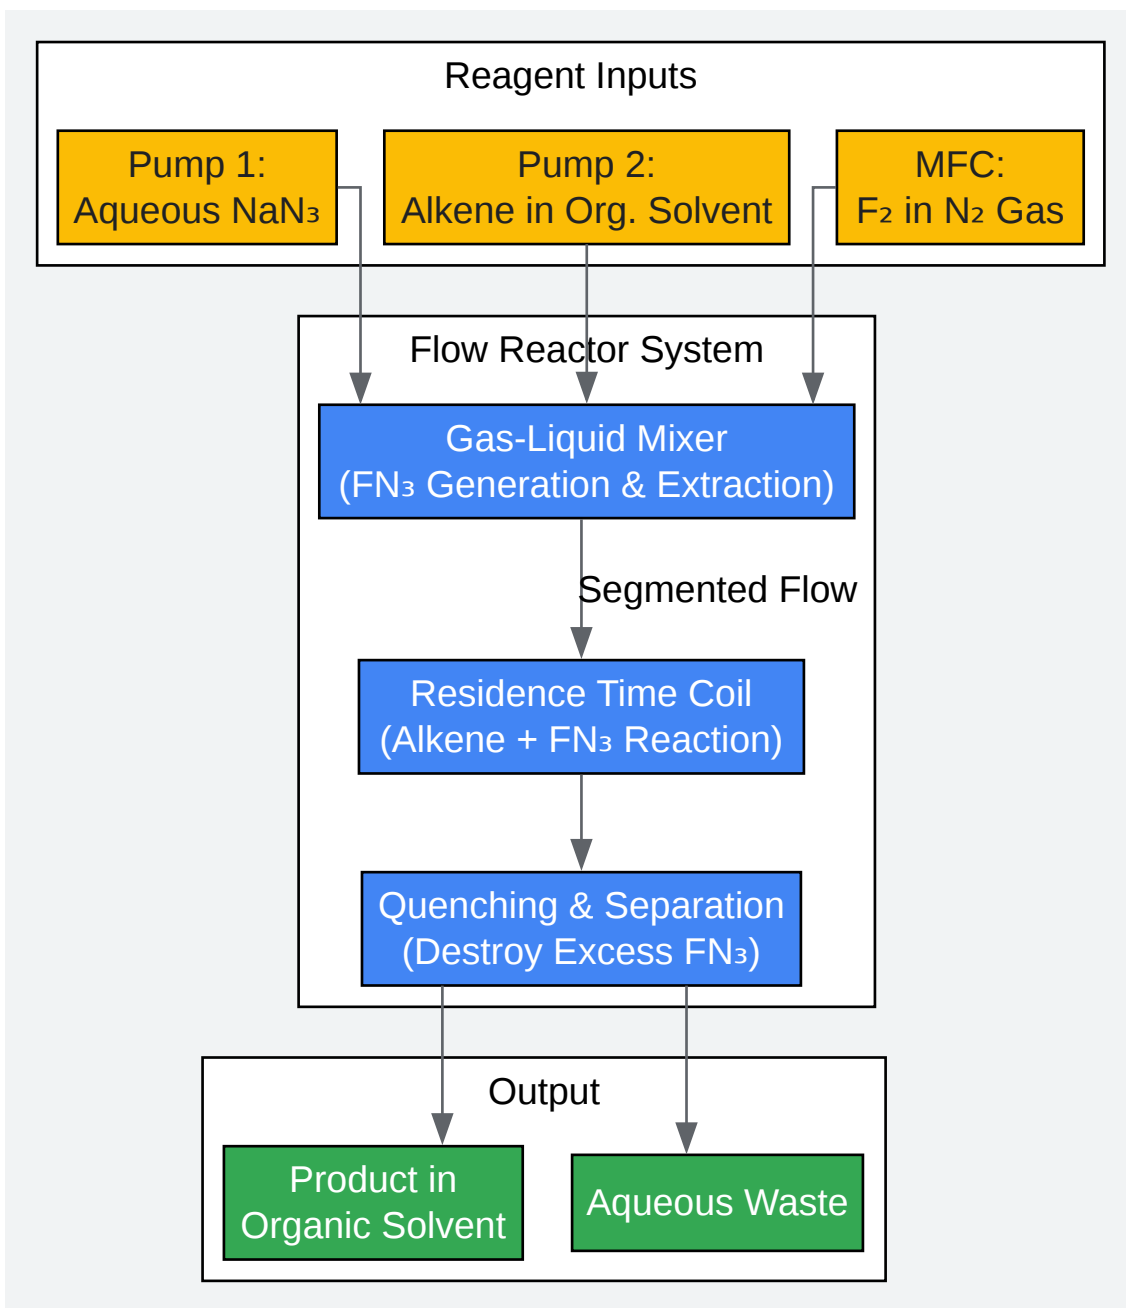 Reagent Inputs
Pump 1:
Aqueous NaN₃
Pump 2:
Alkene in Org. Solvent
MFC:
F₂ in N₂ Gas
Flow Reactor System
Gas-Liquid Mixer
(FN₃ Generation & Extraction)
Segmented Flow
Residence Time Coil
(Alkene + FN₃ Reaction)
Quenching & Separation
(Destroy Excess FN₃)
Output
Product in
Organic Solvent
Aqueous Waste